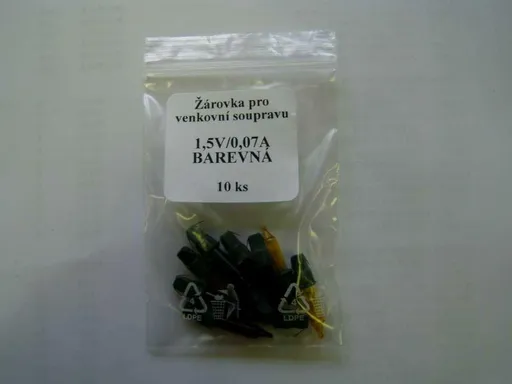 Žárovka pro
venkovní soupravu
1,5V/0,07A
BAREVNÁ
10 ks
LDPE
LDPE